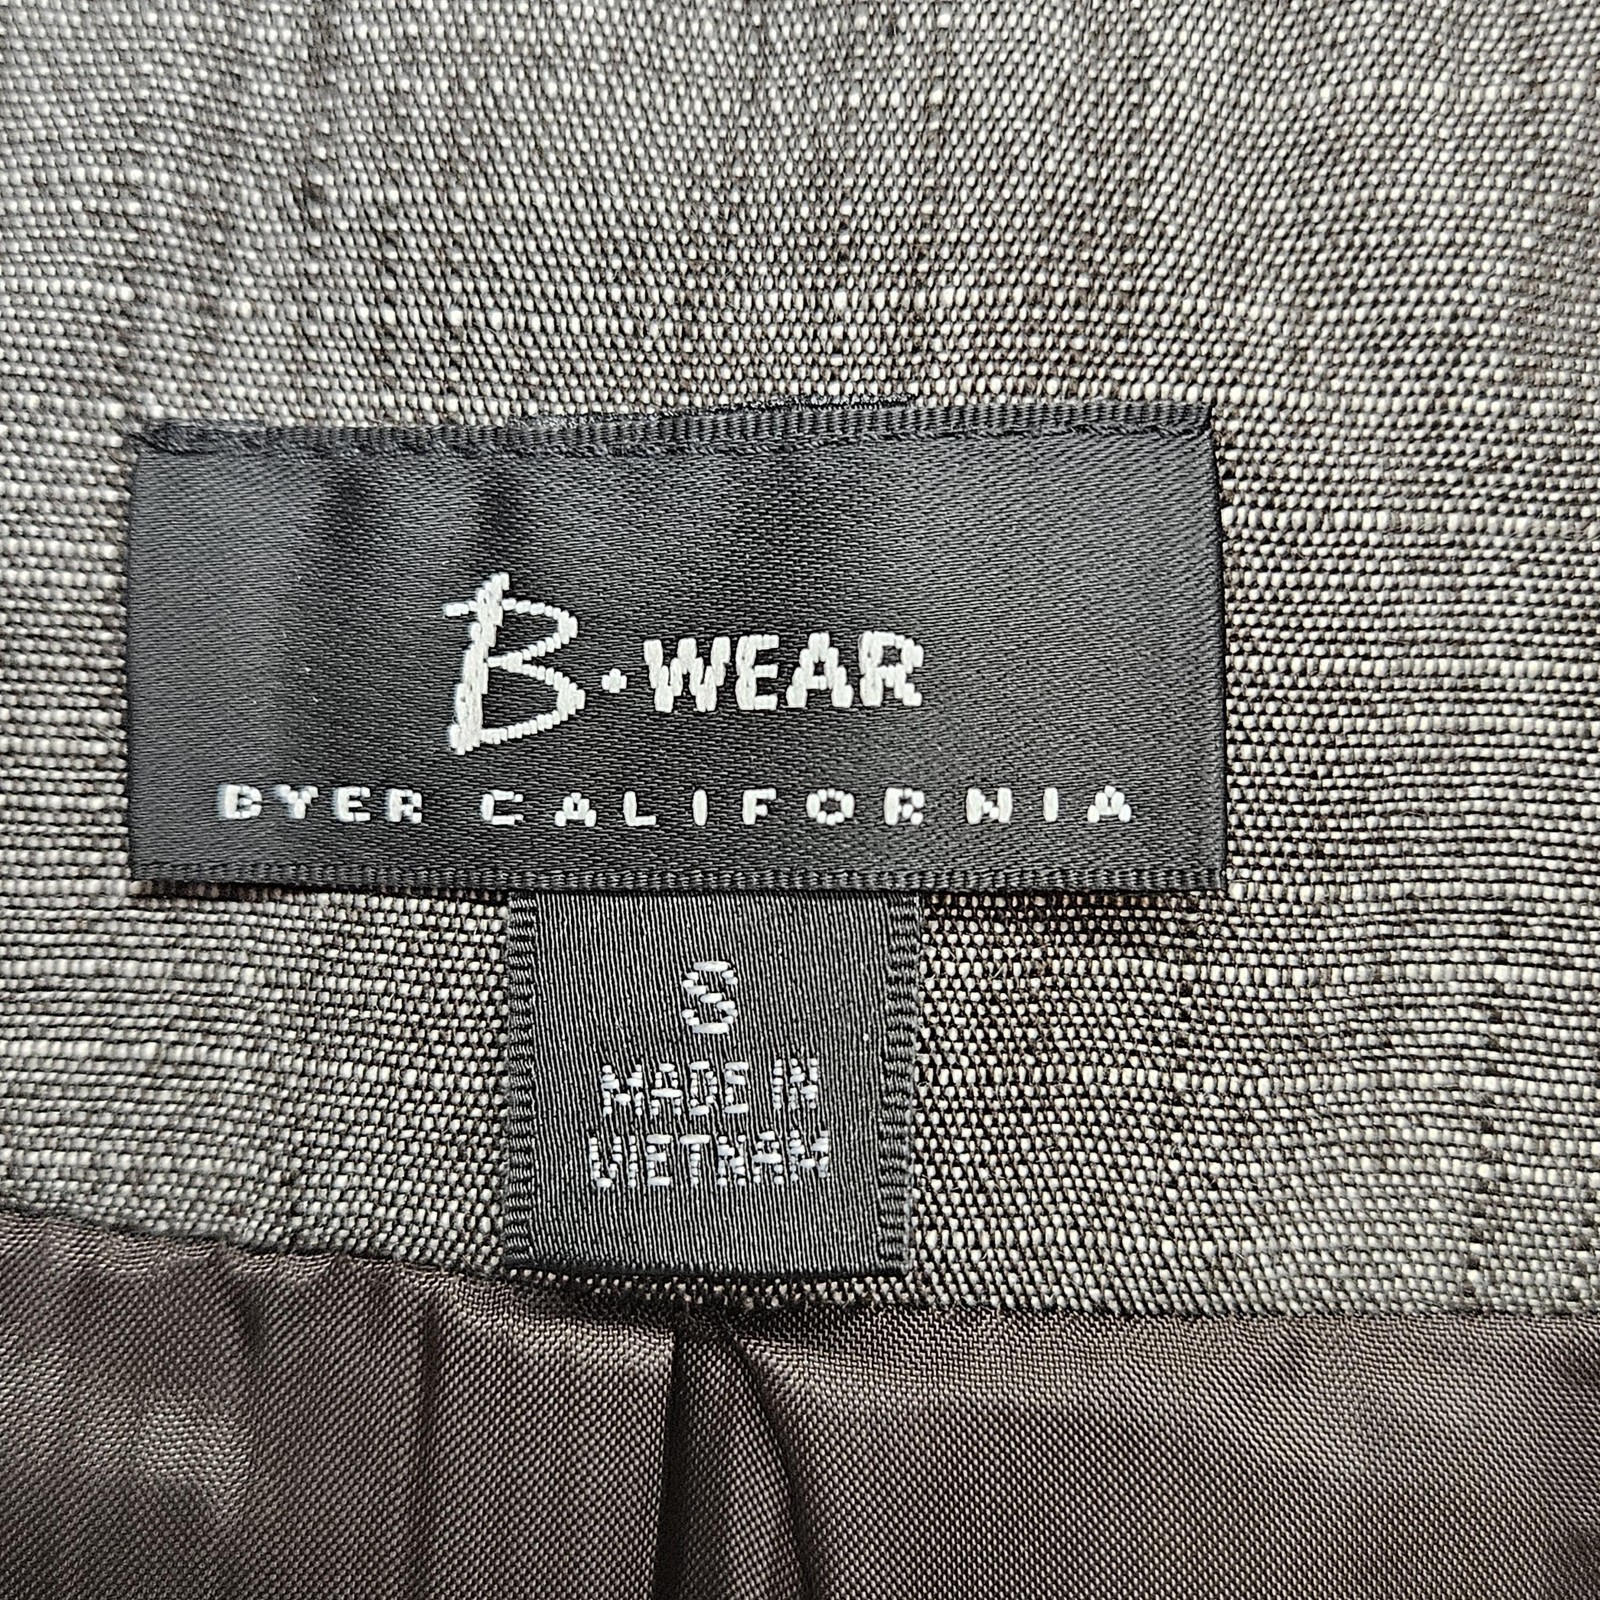 B·WEAR
BYER CALIFORNIA
S
MADE IN
VIETNAM